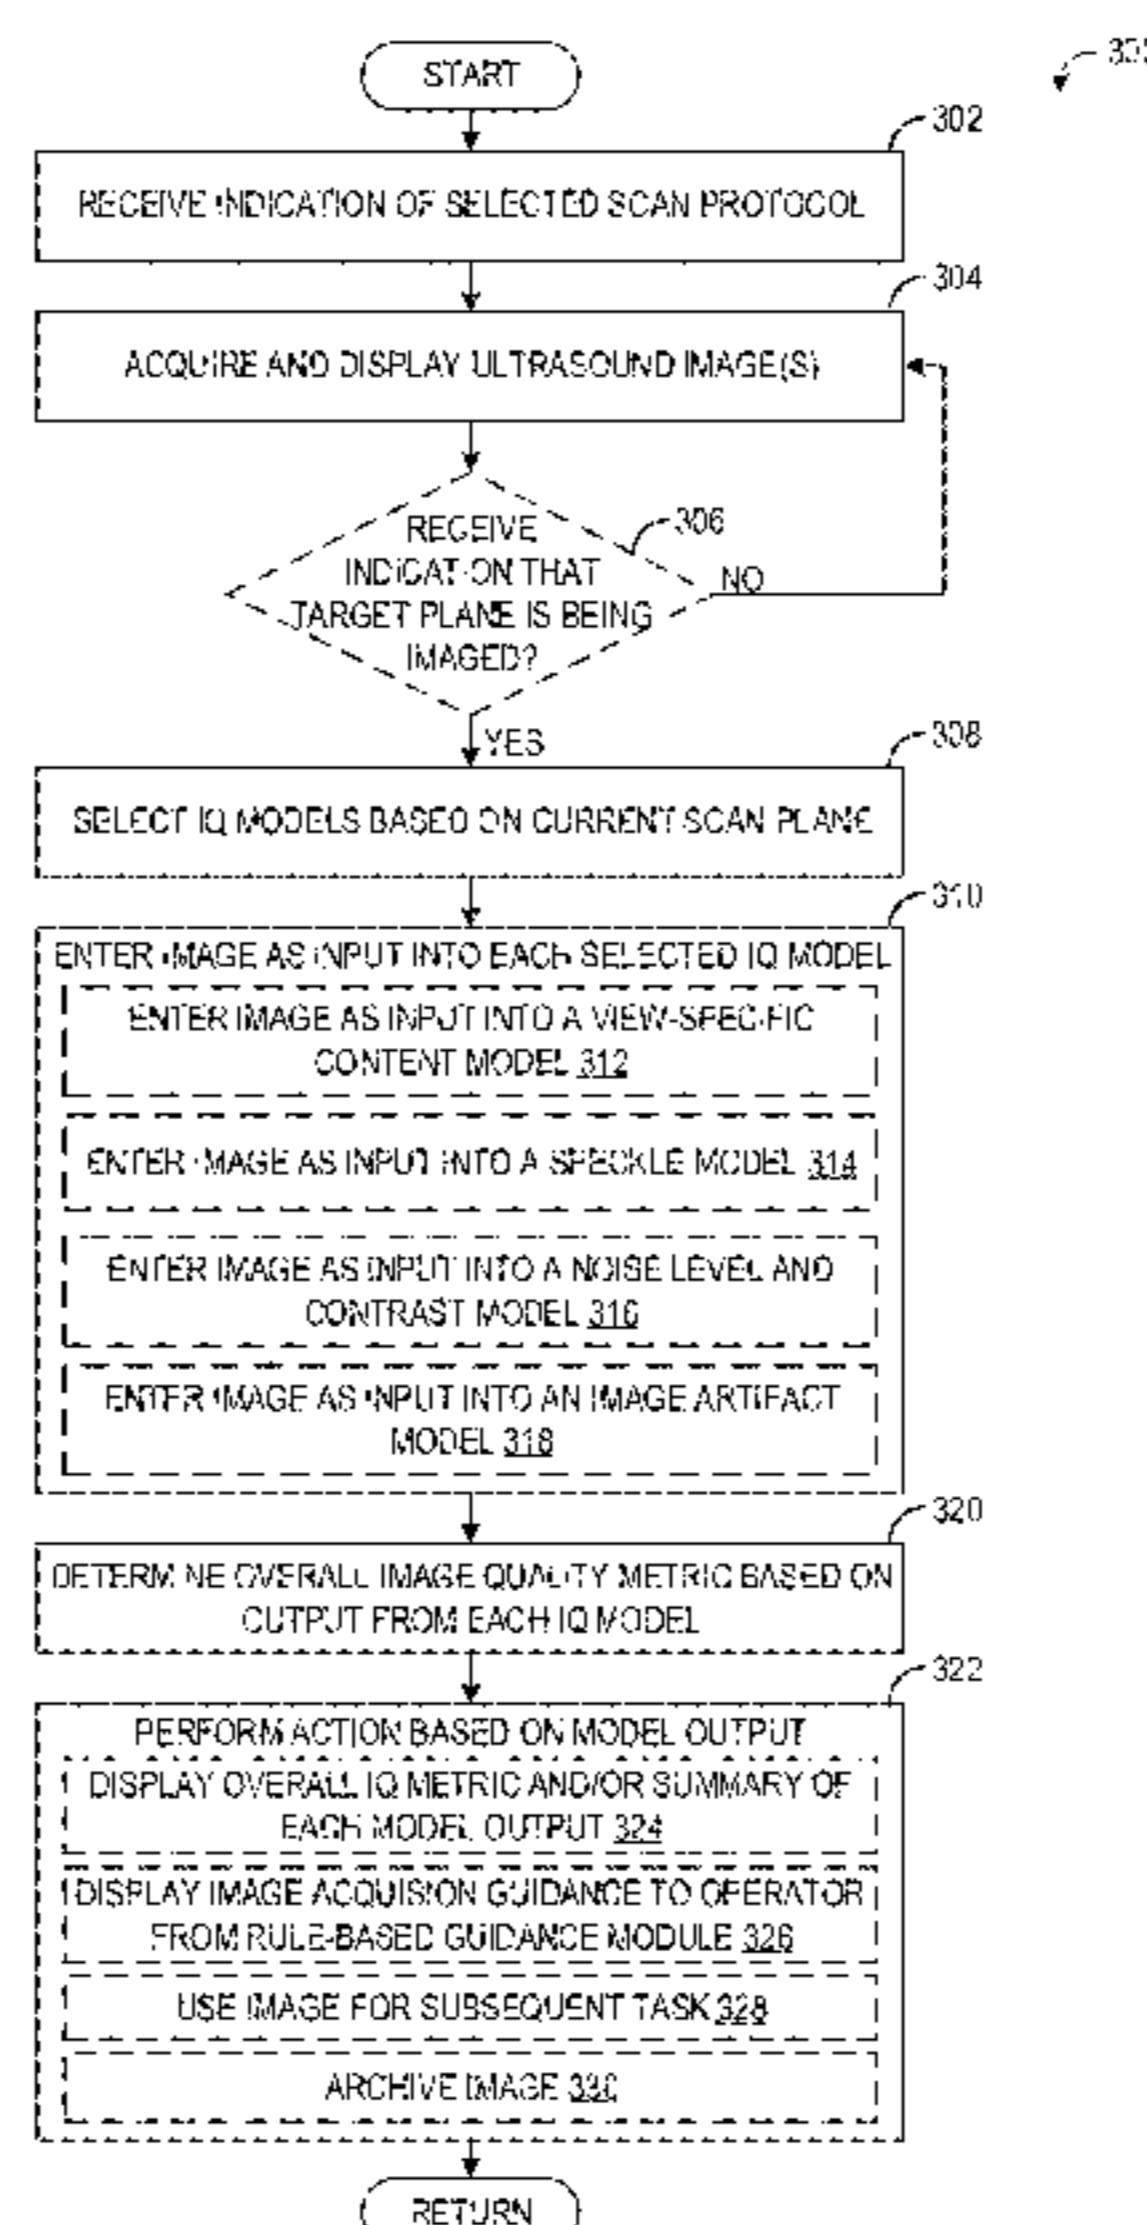 START
302
RECEIVE INDICATION OF SELECTED SCAN PROTOCOL
304
ACQUIRE AND DISPLAY ULTRASOUND IMAGE(S)
306
RECEIVE
INDICATION THAT
TARGET PLANE IS BEING
IMAGED?
NO
YES
308
SELECT IQ MODELS BASED ON CURRENT SCAN PLANE
310
ENTER IMAGE AS INPUT INTO EACH SELECTED IQ MODEL
ENTER IMAGE AS INPUT INTO A VIEW-SPECIFIC
CONTENT MODEL 312
ENTER IMAGE AS INPUT INTO A SPECKLE MODEL 314
ENTER IMAGE AS INPUT INTO A NOISE LEVEL AND
CONTRAST MODEL 316
ENTER IMAGE AS INPUT INTO AN IMAGE ARTIFACT
MODEL 318
320
DETERMINE OVERALL IMAGE QUALITY METRIC BASED ON
OUTPUT FROM EACH IQ MODEL
322
PERFORM ACTION BASED ON MODEL OUTPUT
DISPLAY OVERALL IQ METRIC AND/OR SUMMARY OF
EACH MODEL OUTPUT 324
DISPLAY IMAGE ACQUISION GUIDANCE TO OPERATOR
FROM RULE-BASED GUIDANCE MODULE 326
USE IMAGE FOR SUBSEQUENT TASK 328
ARCHIVE IMAGE 330
RETURN